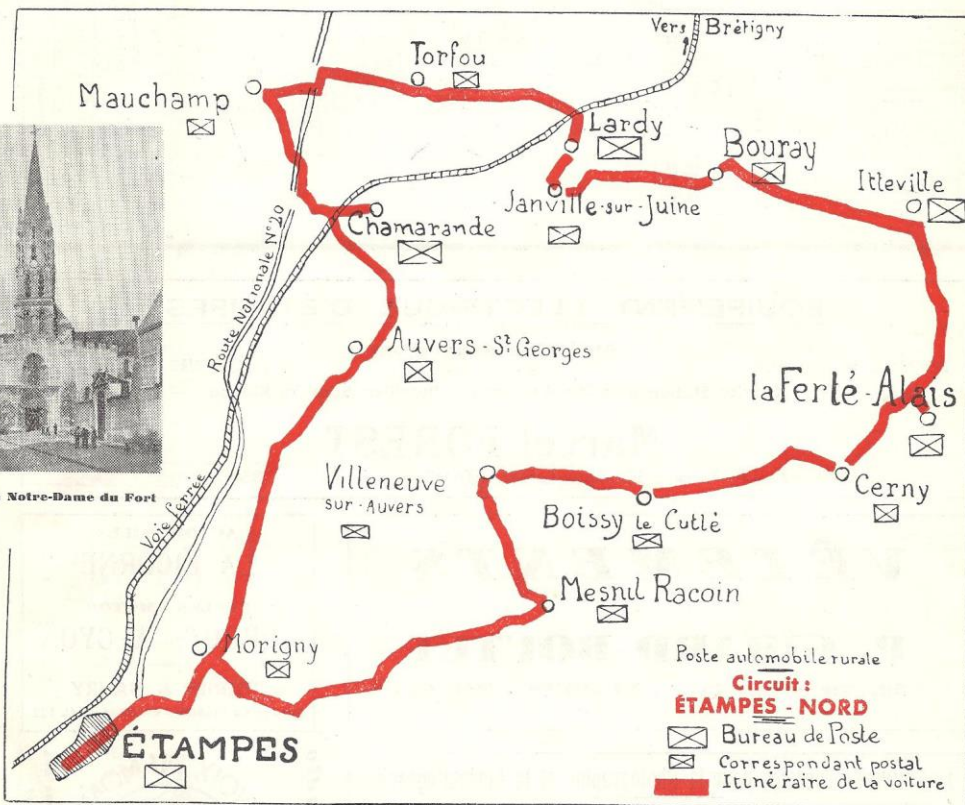 Vers Brétigny
Torfou
Mauchamp
Lardy
Bouray
Itteville
Janville-sur-Juine
Chamarande
Route Nationale N°20
Auvers-St Georges
la Ferté-Alais
Notre-Dame du Fort
Villeneuve
sur-Auvers
Cerny
Voie ferrée
Boissy le Cutlé
Mesnil Racoin
Morigny
Poste automobile rurale
Circuit :
ÉTAMPES - NORD
ÉTAMPES
Bureau de Poste
Correspondant postal
Itinéraire de la voiture